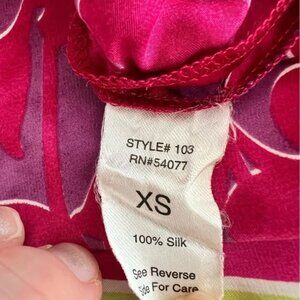 STYLE# 103
RN#54077
XS
100% Silk
See Reverse
Side For Care